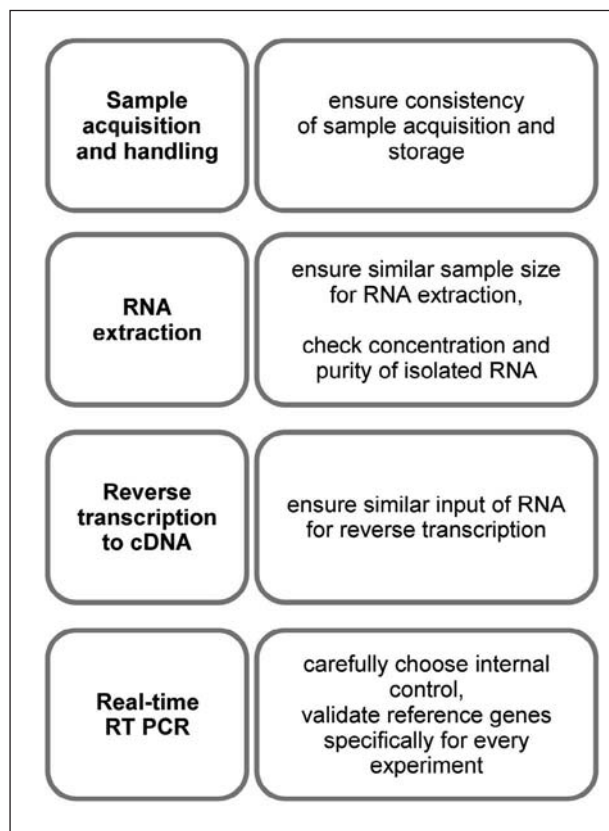 Sample
acquisition
and handling
ensure consistency
of sample acquisition and
storage
RNA
extraction
ensure similar sample size
for RNA extraction,
check concentration and
purity of isolated RNA
Reverse
transcription
to cDNA
ensure similar input of RNA
for reverse transcription
Real-time
RT PCR
carefully choose internal
control,
validate reference genes
specifically for every
experiment